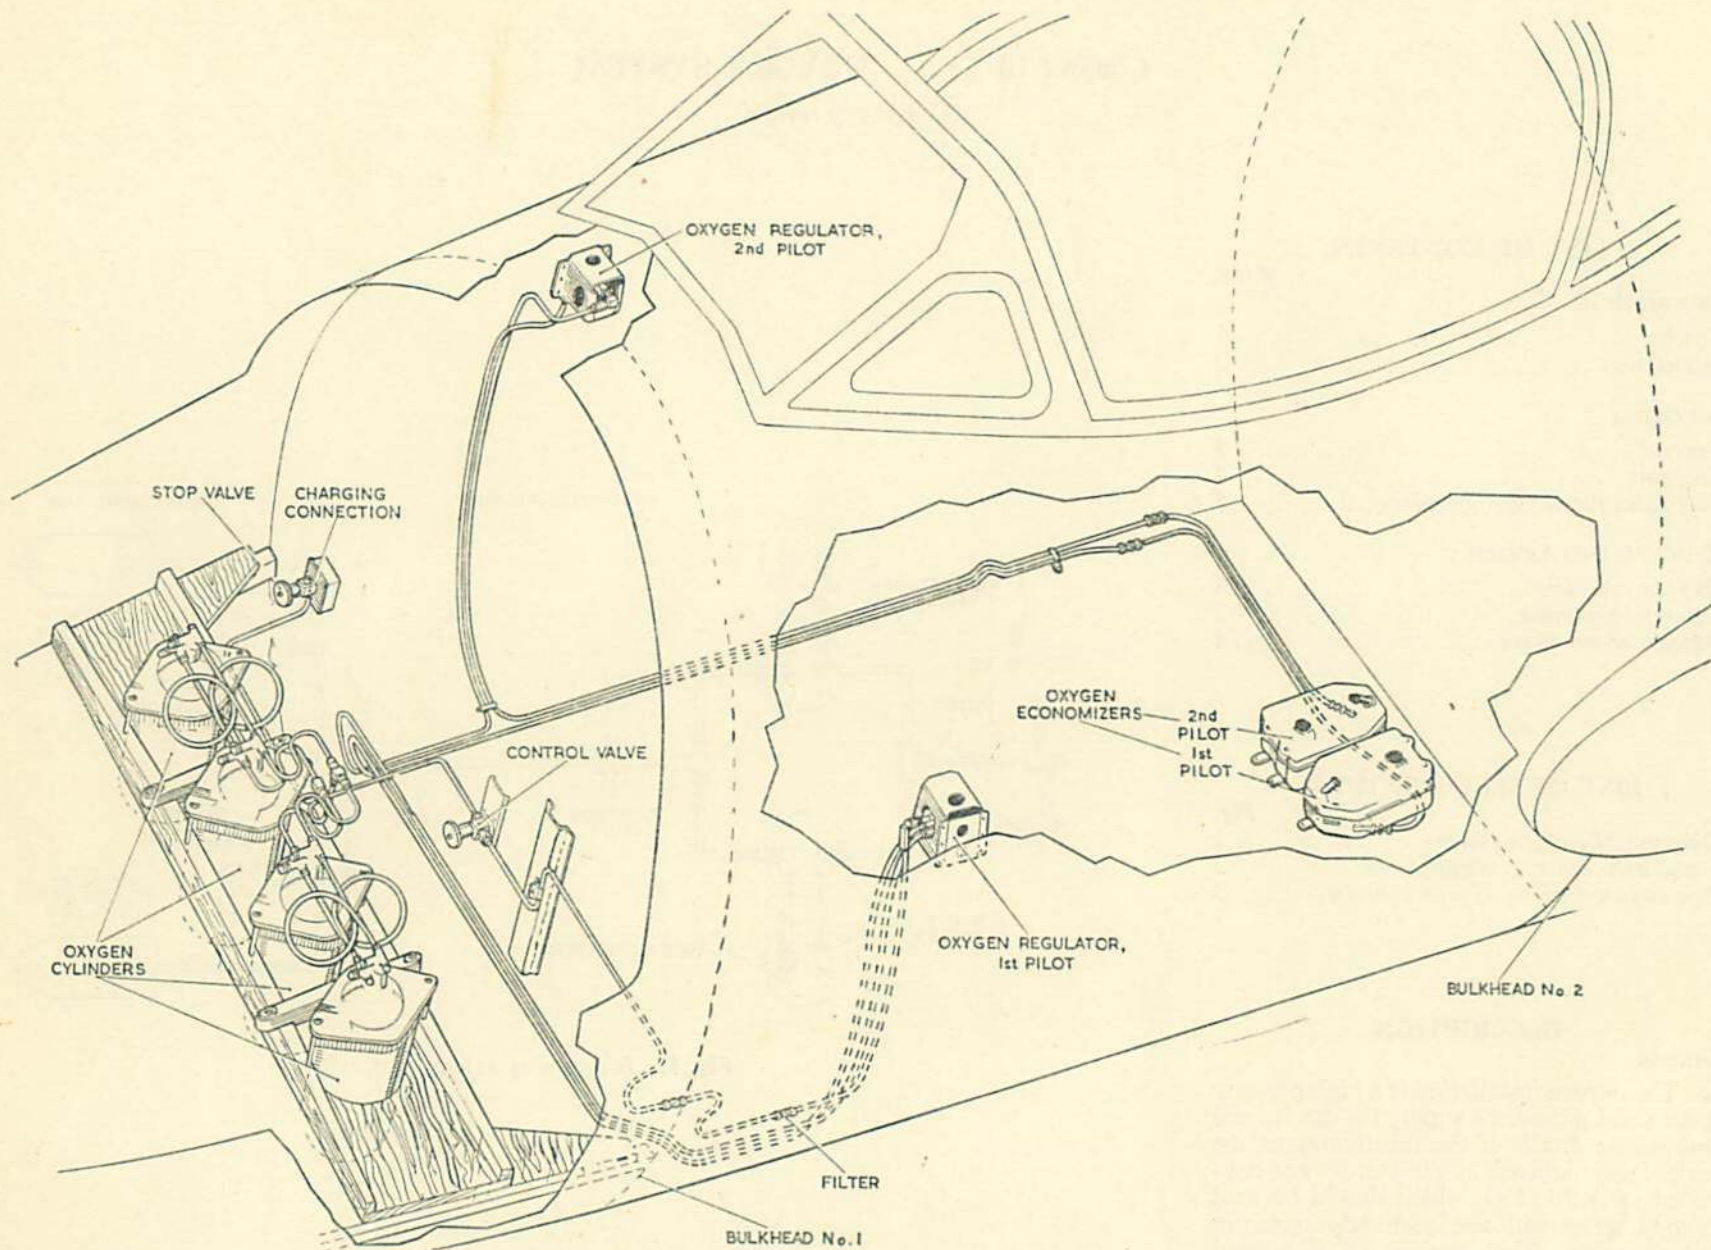 OXYGEN REGULATOR,
2nd PILOT
STOP VALVE
CHARGING
CONNECTION
OXYGEN
ECONOMIZERS
2nd
PILOT
1st
PILOT
CONTROL VALVE
OXYGEN
CYLINDERS
OXYGEN REGULATOR,
1st PILOT
BULKHEAD No. 2
FILTER
BULKHEAD No. 1